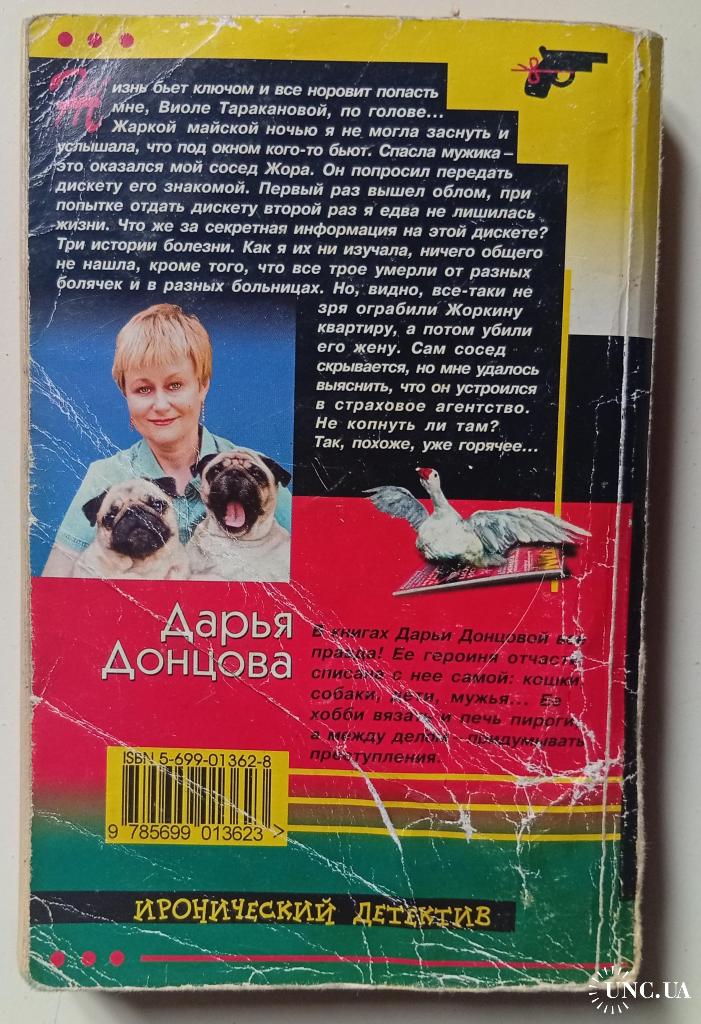 Жизнь бьет ключом и все норовит попасть
мне, Виоле Таракановой, по голове...
Жаркой майской ночью я не могла заснуть и
услышала, что под окном кого-то бьют. Спасла мужика –
это оказался мой сосед Жора. Он попросил передать
дискету его знакомой. Первый раз вышел облом, при
попытке отдать дискету второй раз я едва не лишилась
жизни. Что же за секретная информация на этой дискете?
Три истории болезни. Как я их ни изучала, ничего общего
не нашла, кроме того, что все трое умерли от разных
болячек и в разных больницах. Но, видно, все-таки не
зря ограбили Жоркину
квартиру, а потом убили
его жену. Сам сосед
скрывается, но мне удалось
выяснить, что он устроился
в страховое агентство.
Не копнуть ли там?
Так, похоже, уже горячее...
Дарья
Донцова
В книгах Дарьи Донцовой все
правда! Ее героиня отчасти
списана с нее самой: кошки,
собаки, дети, мужья... Ее
хобби вязать и печь пироги,
а между делом – придумывать
преступления.
ISBN 5-699-01362-8
9 785699 013623 >
ИРОНИЧЕСКИЙ ДЕТЕКТИВ
UNC.UA